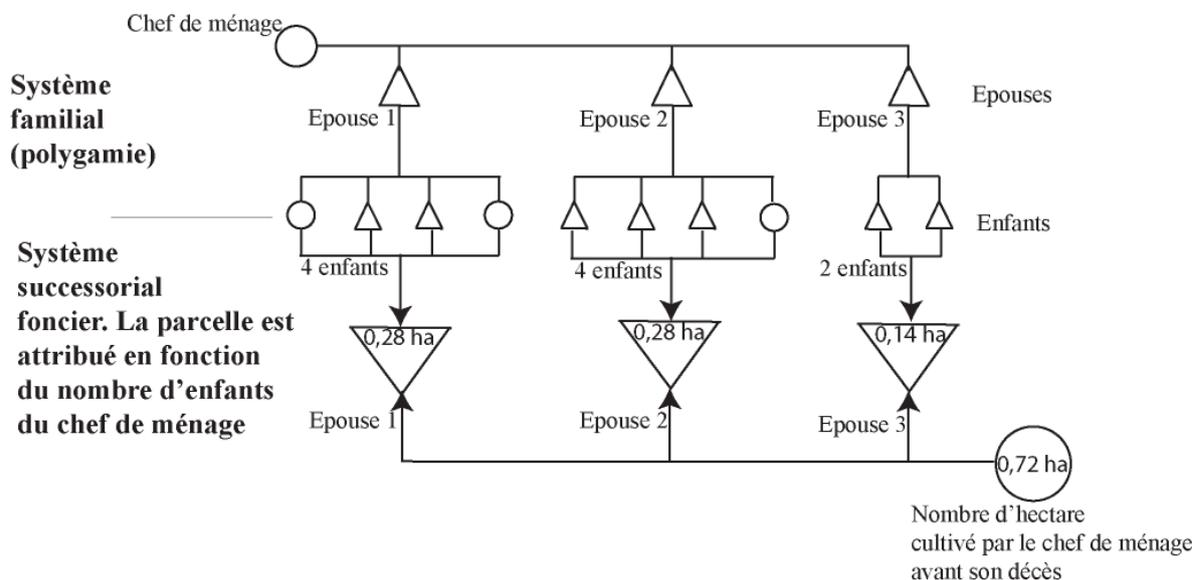 Chef de ménage
Système
familial
(polygamie)
Epouse 1
Epouse 2
Epouse 3
Epouses
Enfants
4 enfants
4 enfants
2 enfants
Système
successorial
foncier. La parcelle est
attribué en fonction
du nombre d'enfants
du chef de ménage
0,28 ha
0,28 ha
0,14 ha
Epouse 1
Epouse 2
Epouse 3
0,72 ha
Nombre d'hectare
cultivé par le chef de ménage
avant son décès